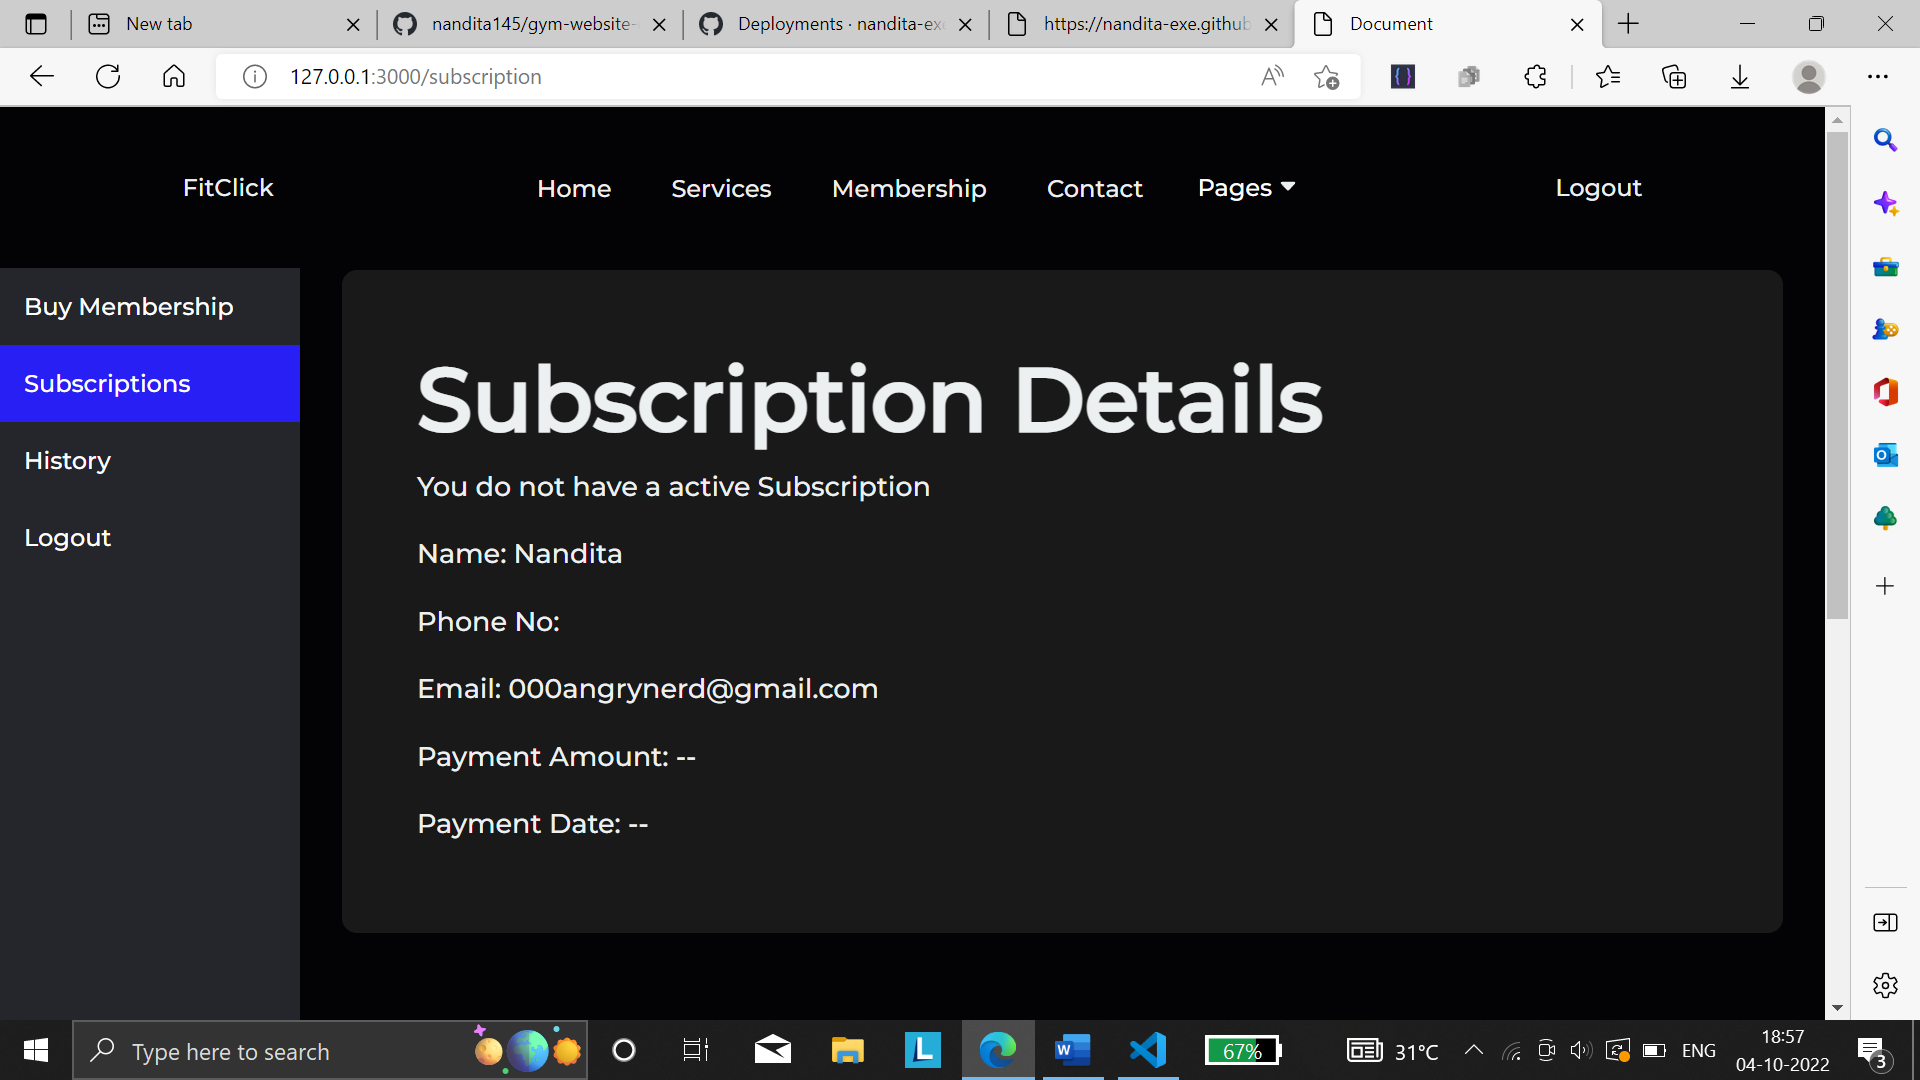 New tab
nandita145/gym-website-
Deployments · nandita-exe
https://nandita-exe.github
Document
127.0.0.1:3000/subscription
FitClick
Home
Services
Membership
Contact
Pages
Logout
Buy Membership
Subscriptions
History
Logout
Subscription Details
You do not have a active Subscription
Name: Nandita
Phone No:
Email: 000angrynerd@gmail.com
Payment Amount: --
Payment Date: --
Type here to search
67%
31°C
ENG
18:57
04-10-2022
3